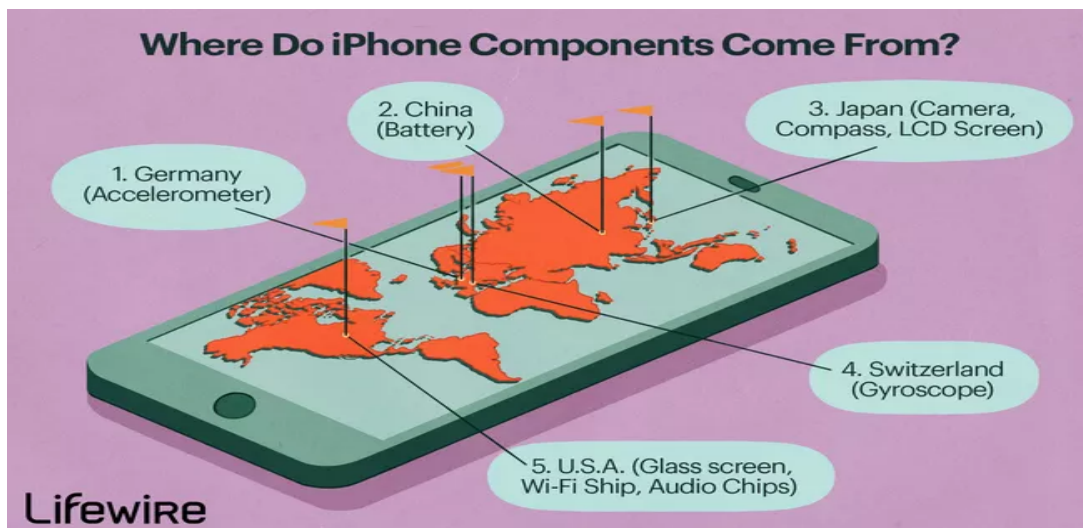 Where Do iPhone Components Come From?
2. China
(Battery)
3. Japan (Camera,
Compass, LCD Screen)
1. Germany
(Accelerometer)
4. Switzerland
(Gyroscope)
5. U.S.A. (Glass screen,
Wi-Fi Ship, Audio Chips)
Lifewire